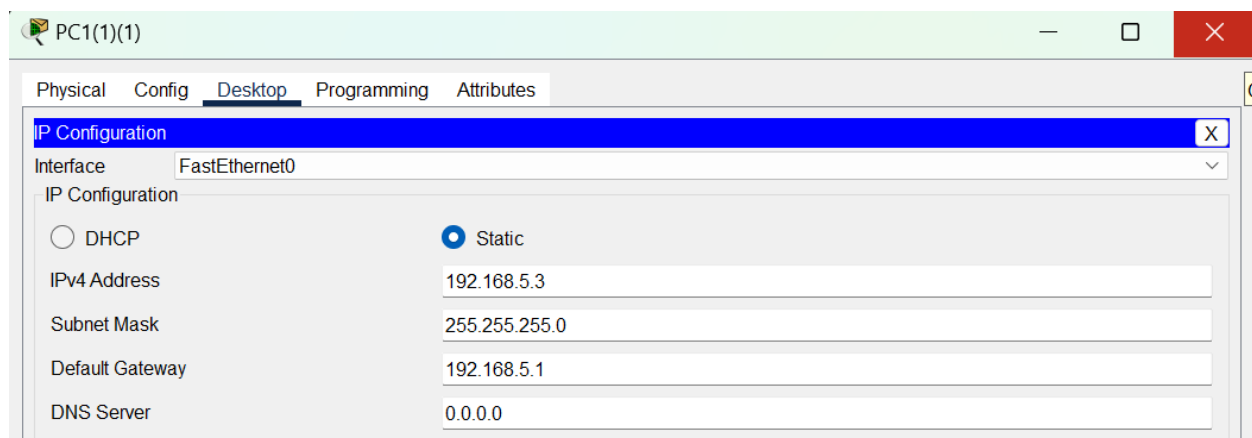 PC1(1)(1)
Physical Config Desktop Programming Attributes
IP Configuration X
Interface FastEthernet0
IP Configuration
DHCP Static
IPv4 Address 192.168.5.3
Subnet Mask 255.255.255.0
Default Gateway 192.168.5.1
DNS Server 0.0.0.0